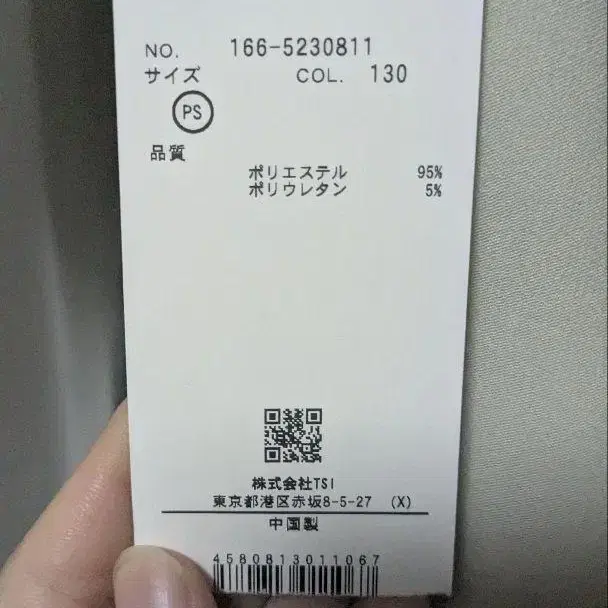 NO. 166-5230811
サイズ COL. 130
PS
品質
ポリエステル 95%
ポリウレタン 5%
株式会社TSI
東京都港区赤坂8-5-27 (X)
中国製
4580813011067